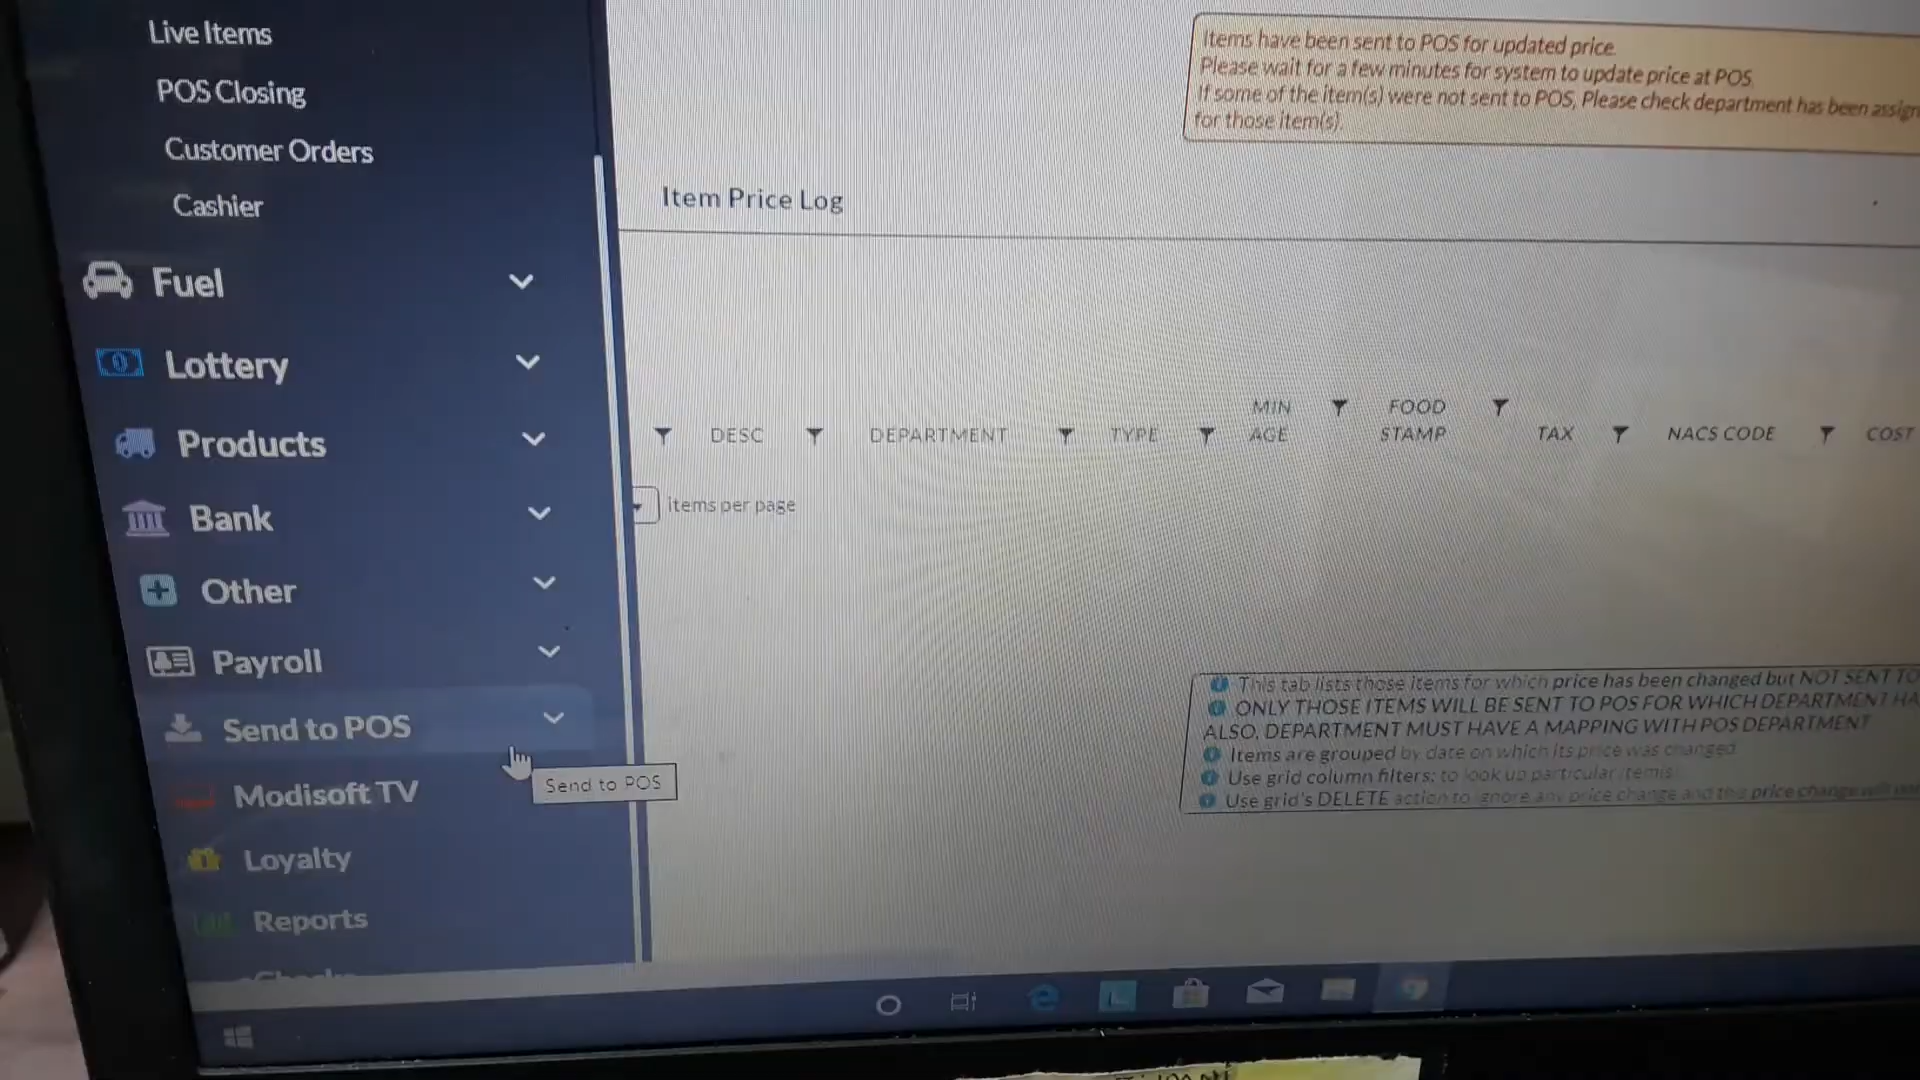 Live Items
POS Closing
Customer Orders
Cashier
Fuel
Lottery
Products
Bank
Other
Payroll
Send to POS
Send to POS
Modisoft TV
Loyalty
Reports
Checks
Items have been sent to POS for updated price.
Please wait for a few minutes for system to update price at POS.
If some of the item(s) were not sent to POS, Please check department has been assign
for those item(s).
Item Price Log
DESC
DEPARTMENT
TYPE
MIN
AGE
FOOD
STAMP
TAX
NACS CODE
COST
items per page
This tab lists those items for which price has been changed but NOT SENT TO
ONLY THOSE ITEMS WILL BE SENT TO POS FOR WHICH DEPARTMENT HA
ALSO, DEPARTMENT MUST HAVE A MAPPING WITH POS DEPARTMENT
Items are grouped by date on which its price was changed
Use grid column filters: to look up particular items
Use grid's DELETE action to ignore any price change and this price change will